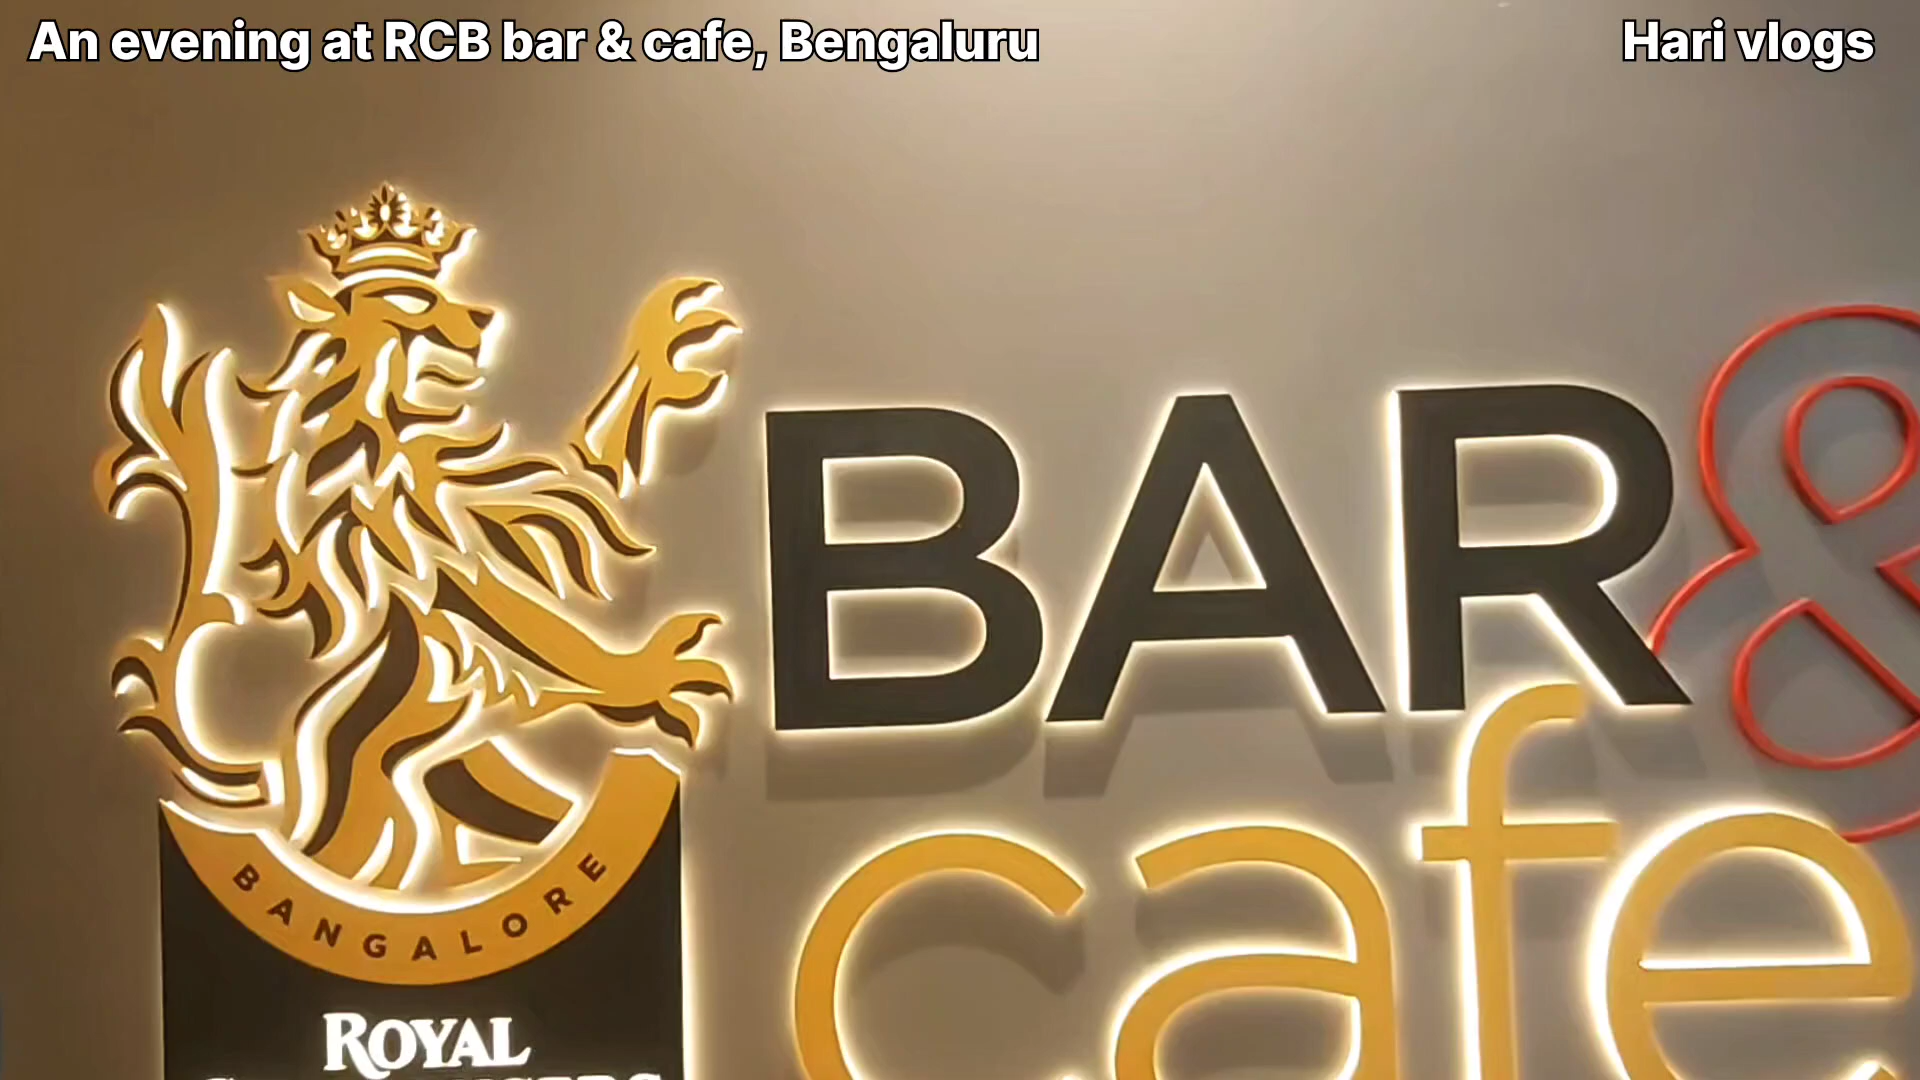 An evening at RCB bar & cafe, Bengaluru
Hari vlogs
BAR &
cafe
BANGALORE
ROYAL